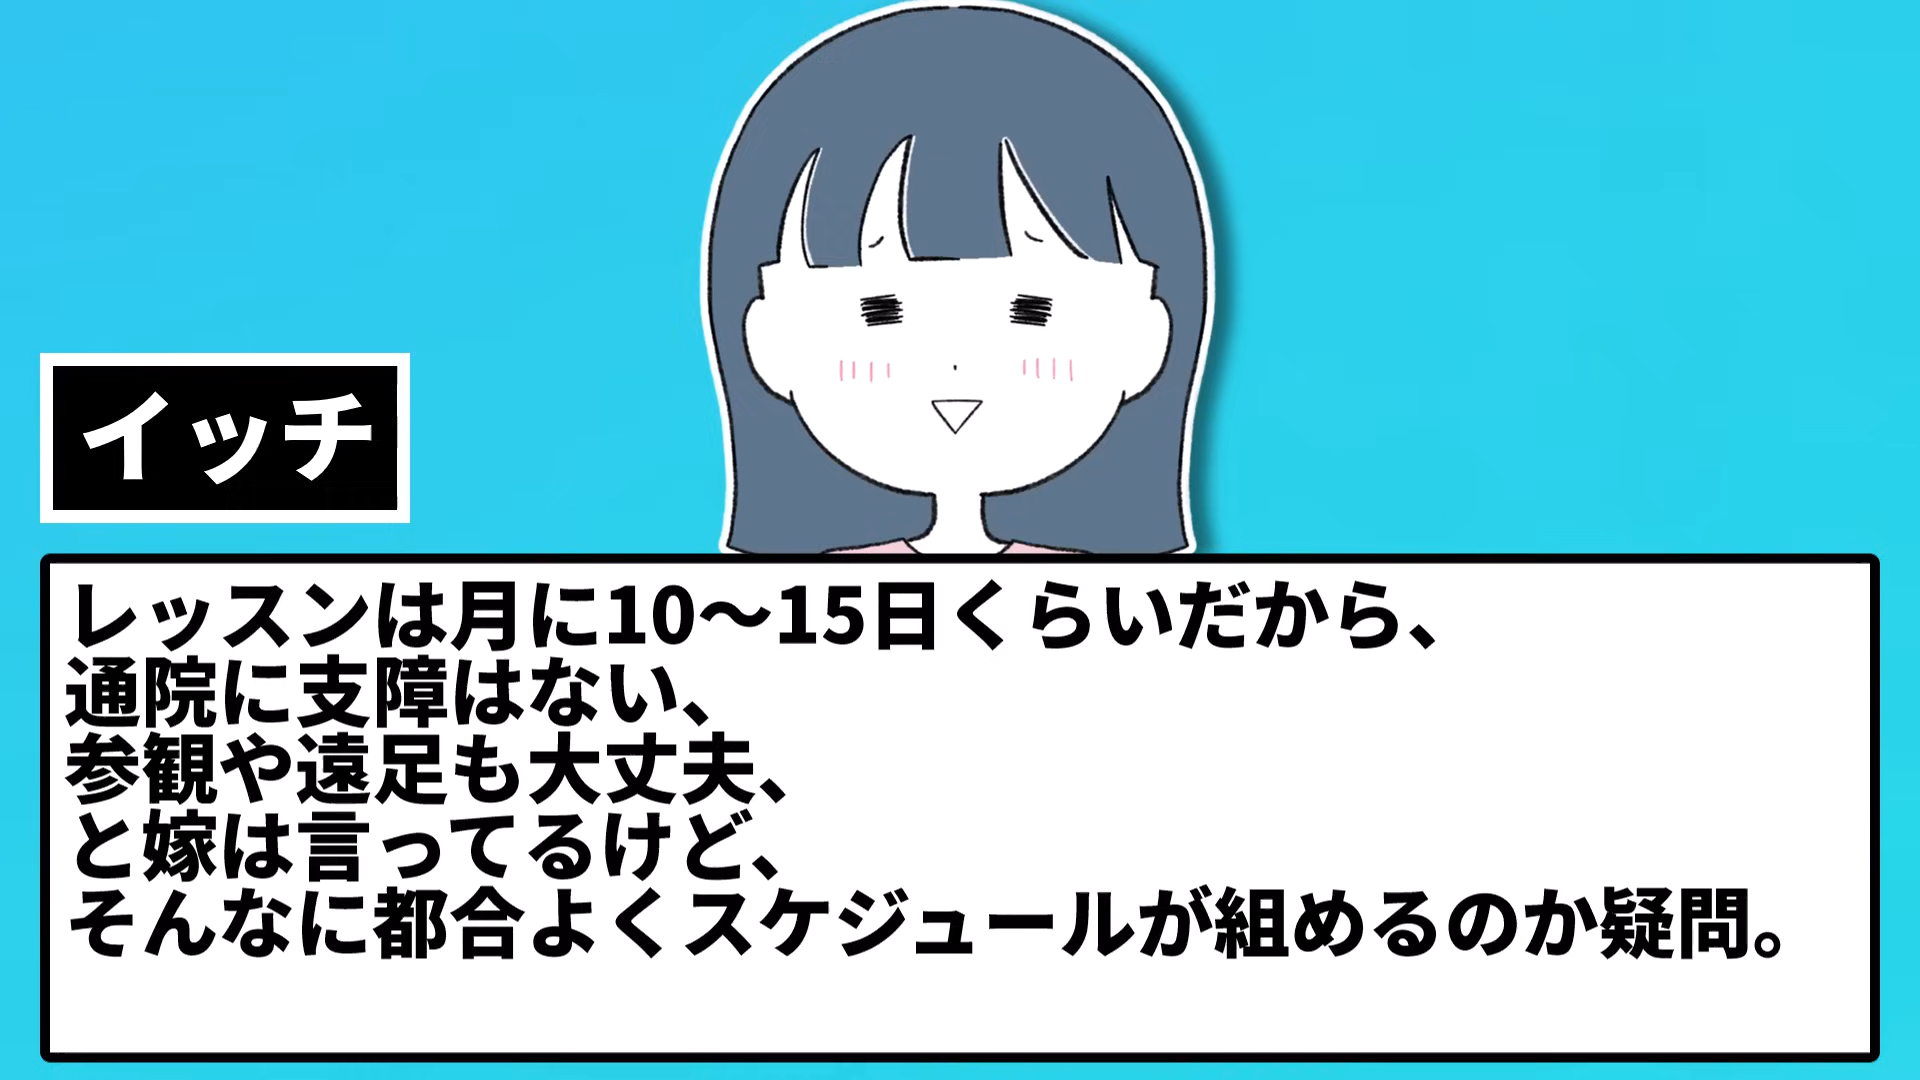 イッチ
レッスンは月に10〜15日くらいだから、
通院に支障はない、
参観や遠足も大丈夫、
と嫁は言ってるけど、
そんなに都合よくスケジュールが組めるのか疑問。